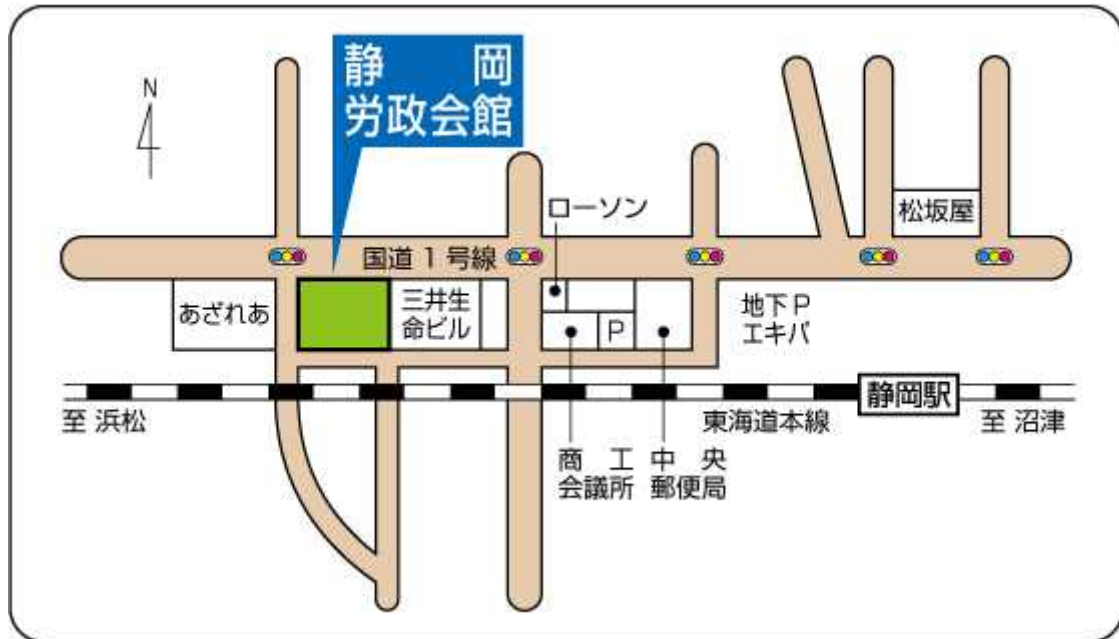 静岡
労政会館
N
ローソン
松坂屋
国道1号線
あざれあ
三井生
命ビル
P
地下P
エキパ
静岡駅
至 浜松
東海道本線
至 沼津
商工
会議所
中央
郵便局